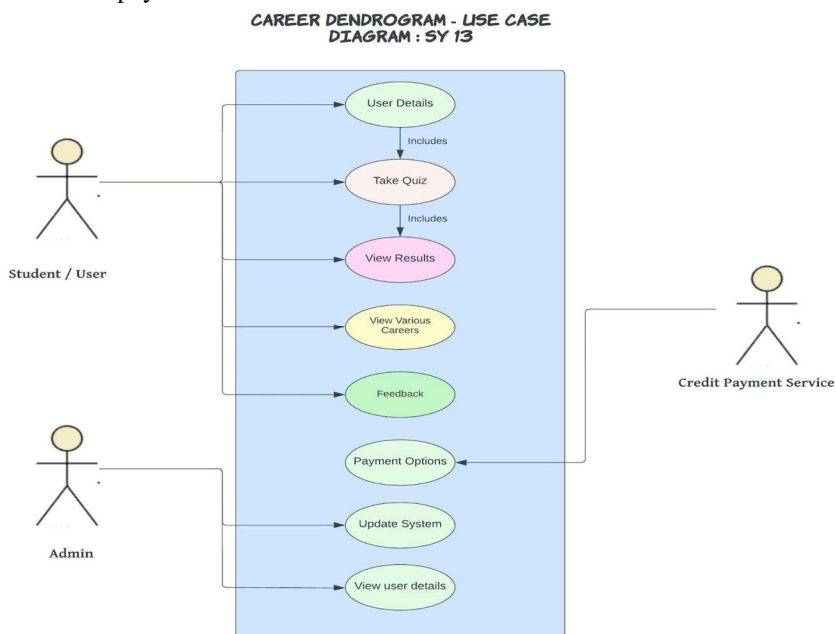 CAREER DENDROGRAM - USE CASE
DIAGRAM : SY 13
User Details
Includes
Take Quiz
Includes
View Results
Student / User
View Various
Careers
Credit Payment Service
Feedback
Payment Options
Update System
Admin
View user details